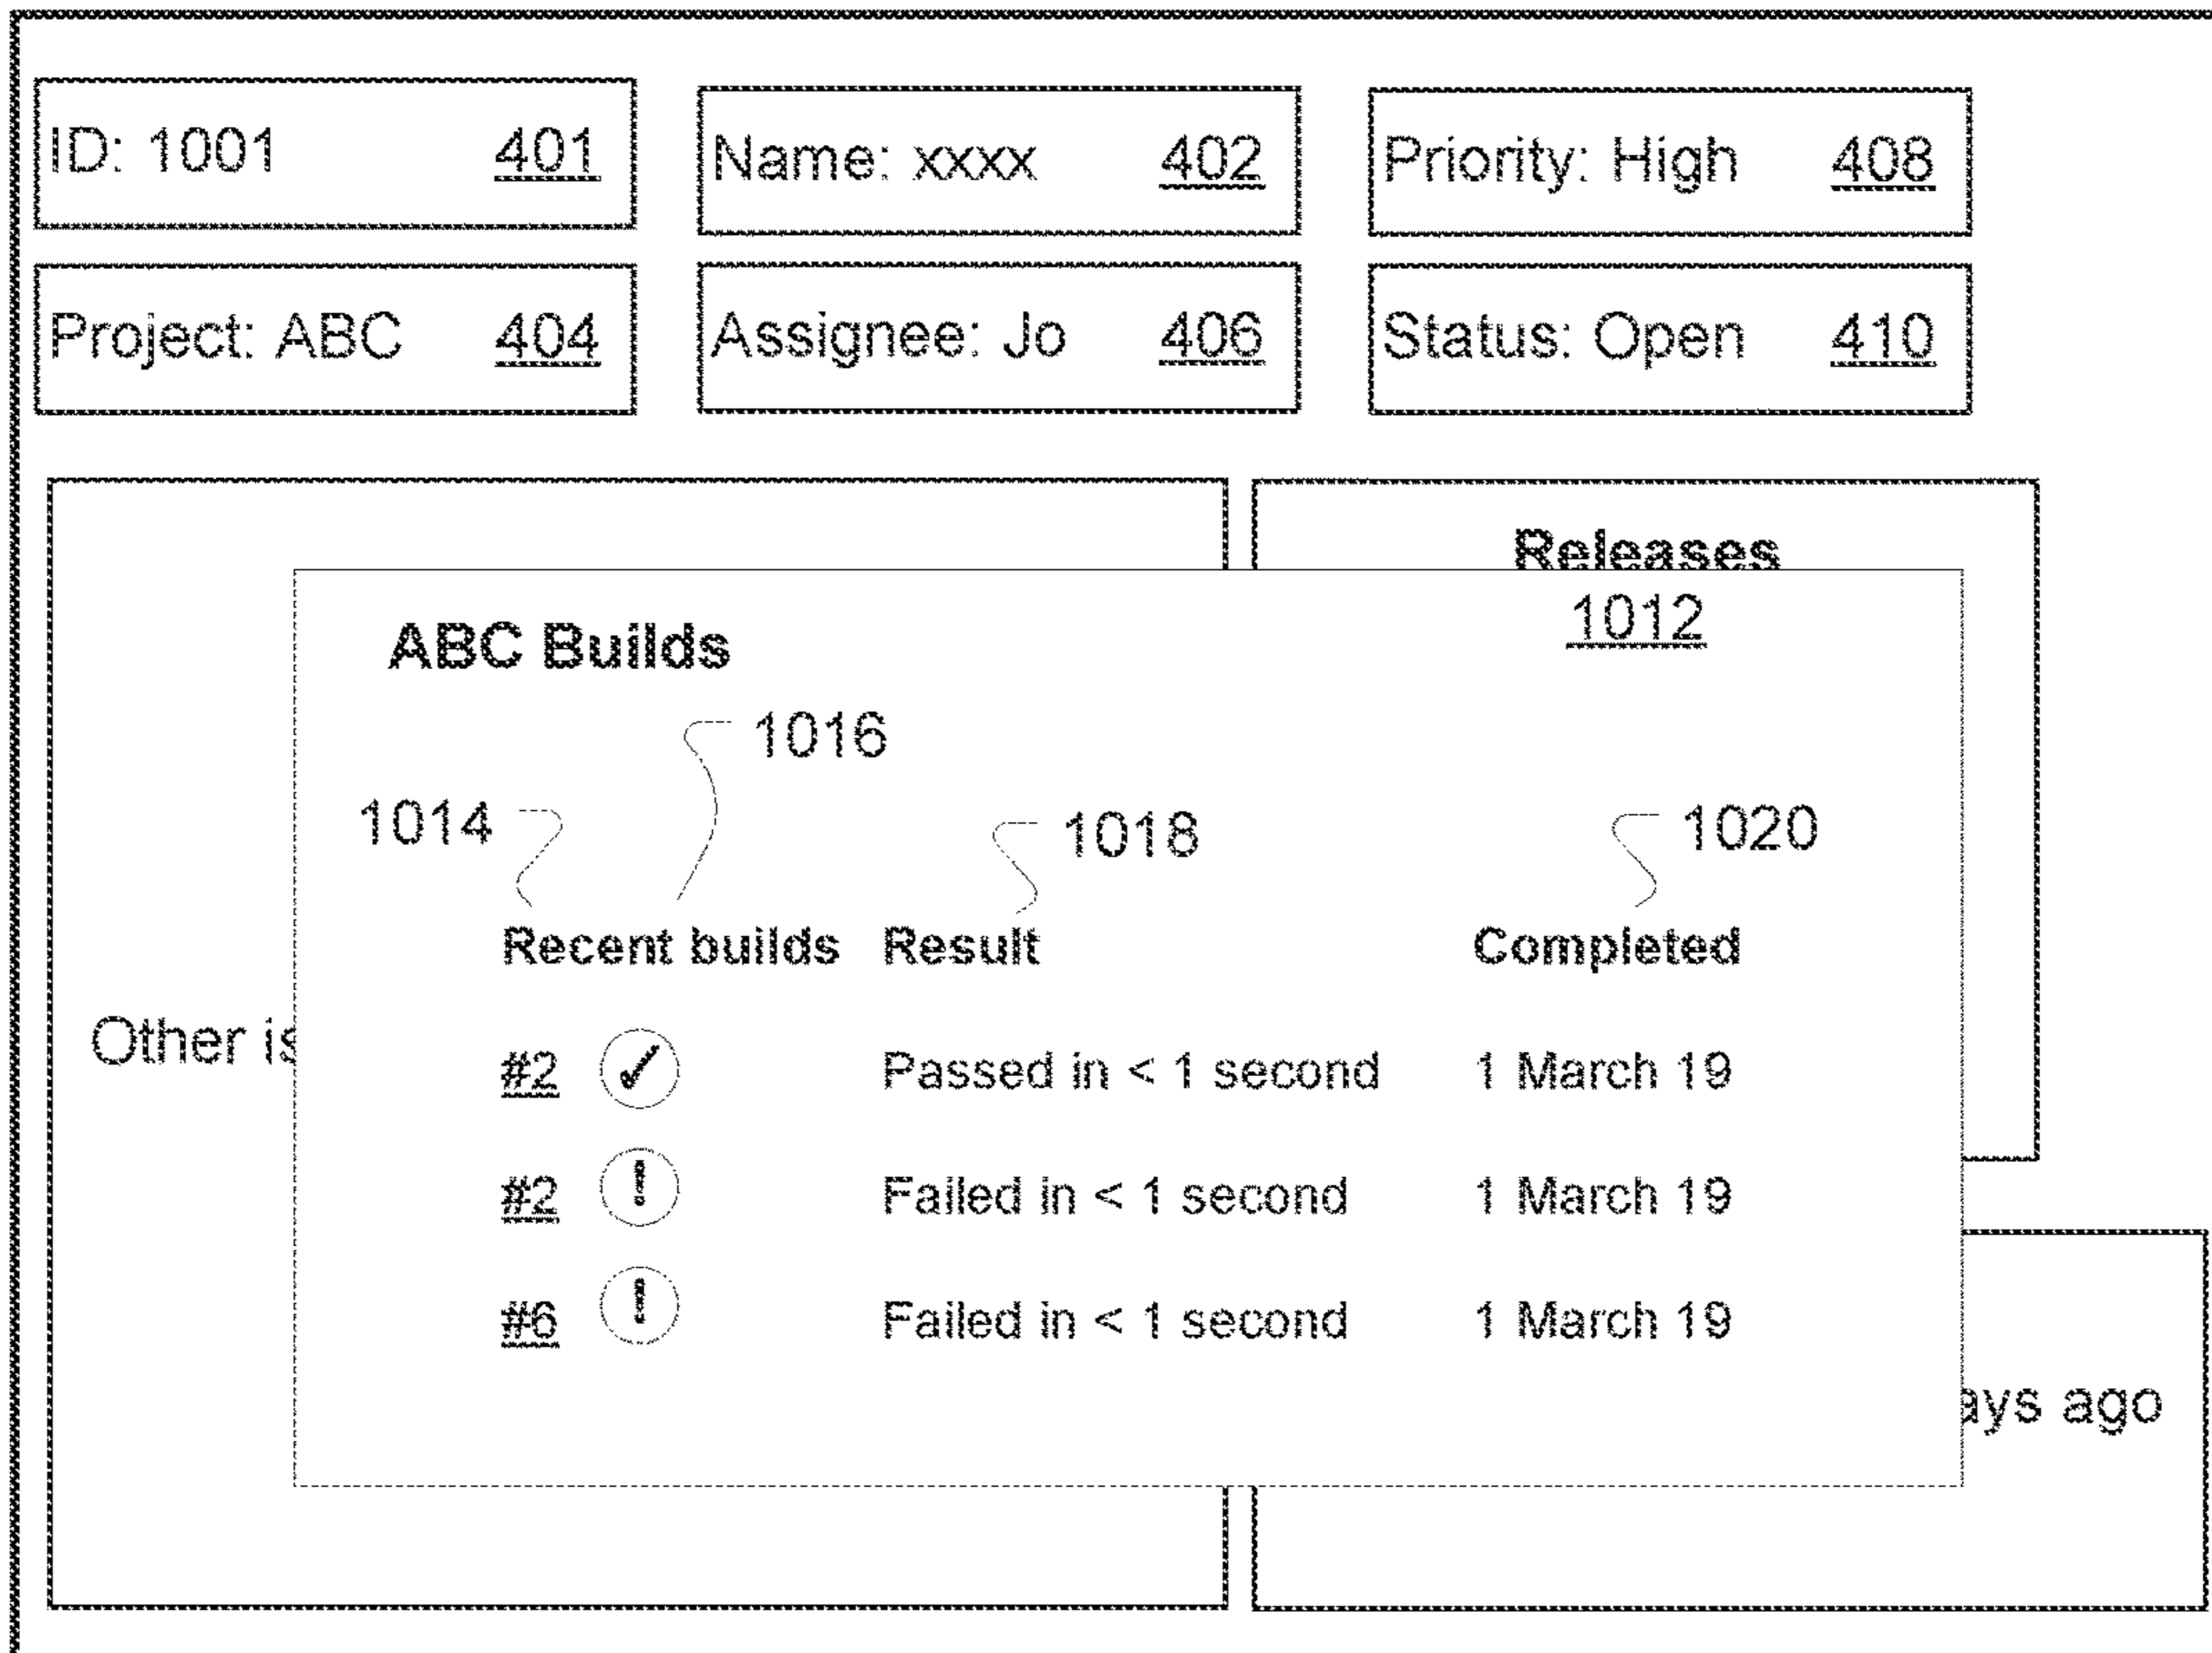 ID: 1001 401 Name: xxxx 402 Priority: High 408
Project: ABC 404 Assignee: Jo 406 Status: Open 410
Releases
1012
ABC Builds
1016
1014 1018 1020
Recent builds Result Completed
Other is
#2 Passed in < 1 second 1 March 19
#2 Failed in < 1 second 1 March 19
#6 Failed in < 1 second 1 March 19
ays ago